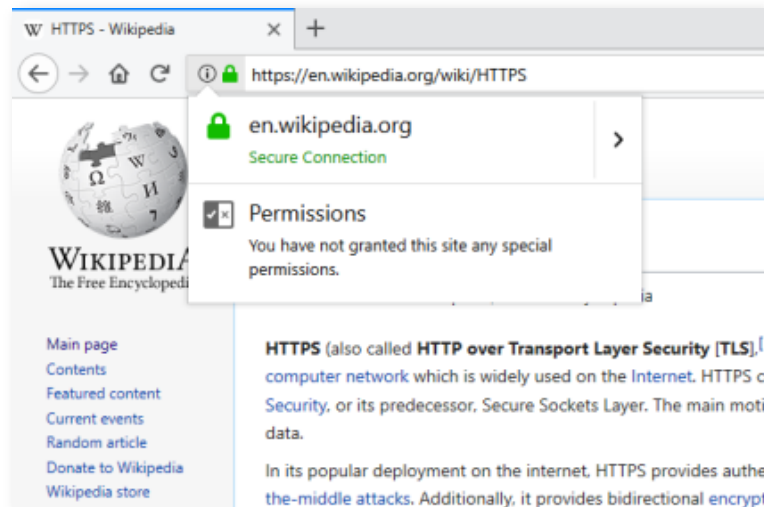 HTTPS - Wikipedia
https://en.wikipedia.org/wiki/HTTPS
en.wikipedia.org
Secure Connection
Permissions
You have not granted this site any special
permissions.
WIKIPEDIA
The Free Encyclopedi
Main page
Contents
Featured content
Current events
Random article
Donate to Wikipedia
Wikipedia store
HTTPS (also called HTTP over Transport Layer Security [TLS],[
computer network which is widely used on the Internet. HTTPS c
Security, or its predecessor, Secure Sockets Layer. The main moti
data.
In its popular deployment on the internet, HTTPS provides authe
the-middle attacks. Additionally, it provides bidirectional encrypt